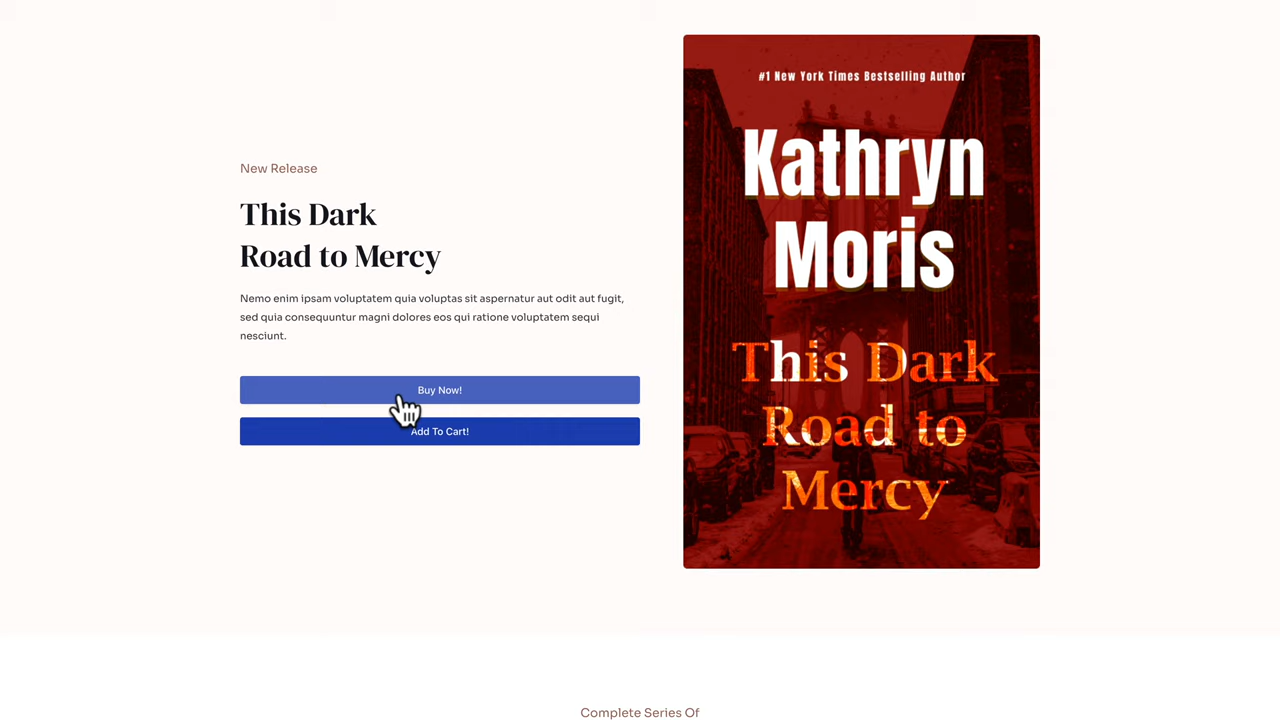 New Release
This Dark
Road to Mercy
Nemo enim ipsam voluptatem quia voluptas sit aspernatur aut odit aut fugit,
sed quia consequuntur magni dolores eos qui ratione voluptatem sequi
nesciunt.
Buy Now!
Add To Cart!
#1 New York Times Bestselling Author
Kathryn
Moris
This Dark
Road to
Mercy
Complete Series Of